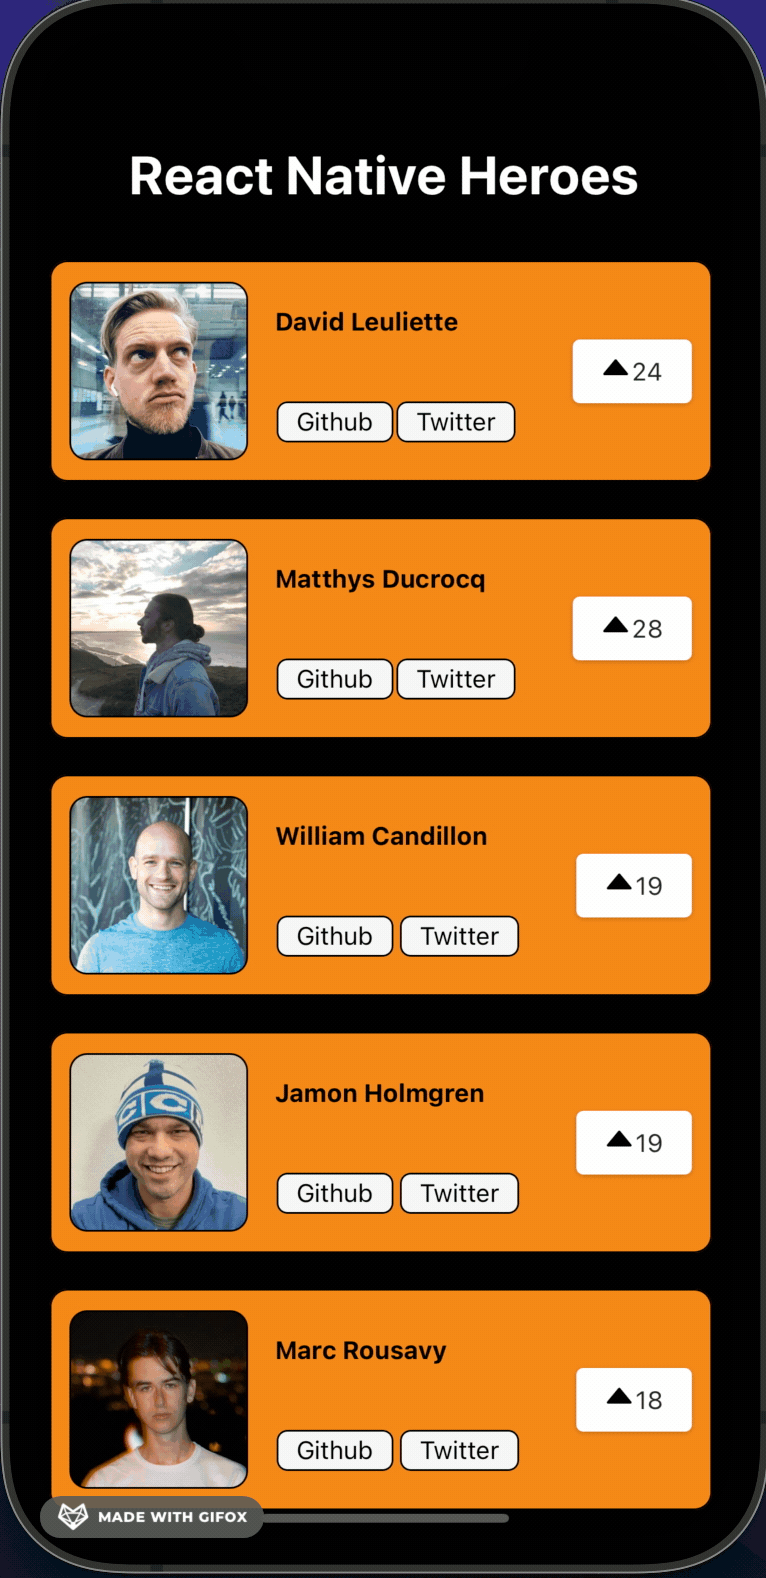 React Native Heroes
David Leuliette
24
Github Twitter
Matthys Ducrocq
28
Github Twitter
William Candillon
19
Github Twitter
Jamon Holmgren
19
Github Twitter
Marc Rousavy
18
Github Twitter
MADE WITH GIFOX